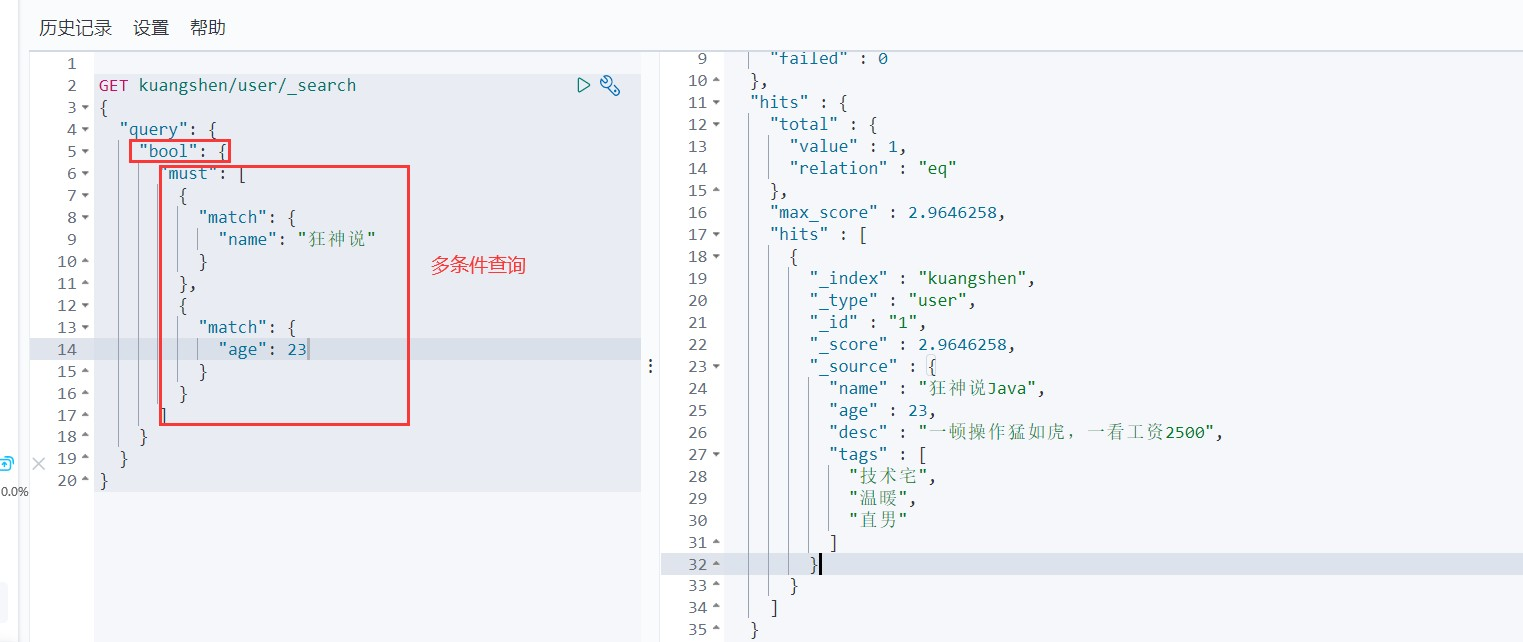 历史记录 设置 帮助
1
2 GET kuangshen/user/_search
3 {
4 "query": {
5 "bool": {
6 "must": [
7 {
8 "match": {
9 "name": "狂神说"
10 }
11 },
12 {
13 "match": {
14 "age": 23
15 }
16 }
17 ]
18 }
19 }
20 }
多条件查询
0.0%
9 "failed" : 0
10 },
11 "hits" : {
12 "total" : {
13 "value" : 1,
14 "relation" : "eq"
15 },
16 "max_score" : 2.9646258,
17 "hits" : [
18 {
19 "_index" : "kuangshen",
20 "_type" : "user",
21 "_id" : "1",
22 "_score" : 2.9646258,
23 "_source" : {
24 "name" : "狂神说Java",
25 "age" : 23,
26 "desc" : "一顿操作猛如虎，一看工资2500",
27 "tags" : [
28 "技术宅",
29 "温暖",
30 "直男"
31 ]
32 }
33 }
34 ]
35 }